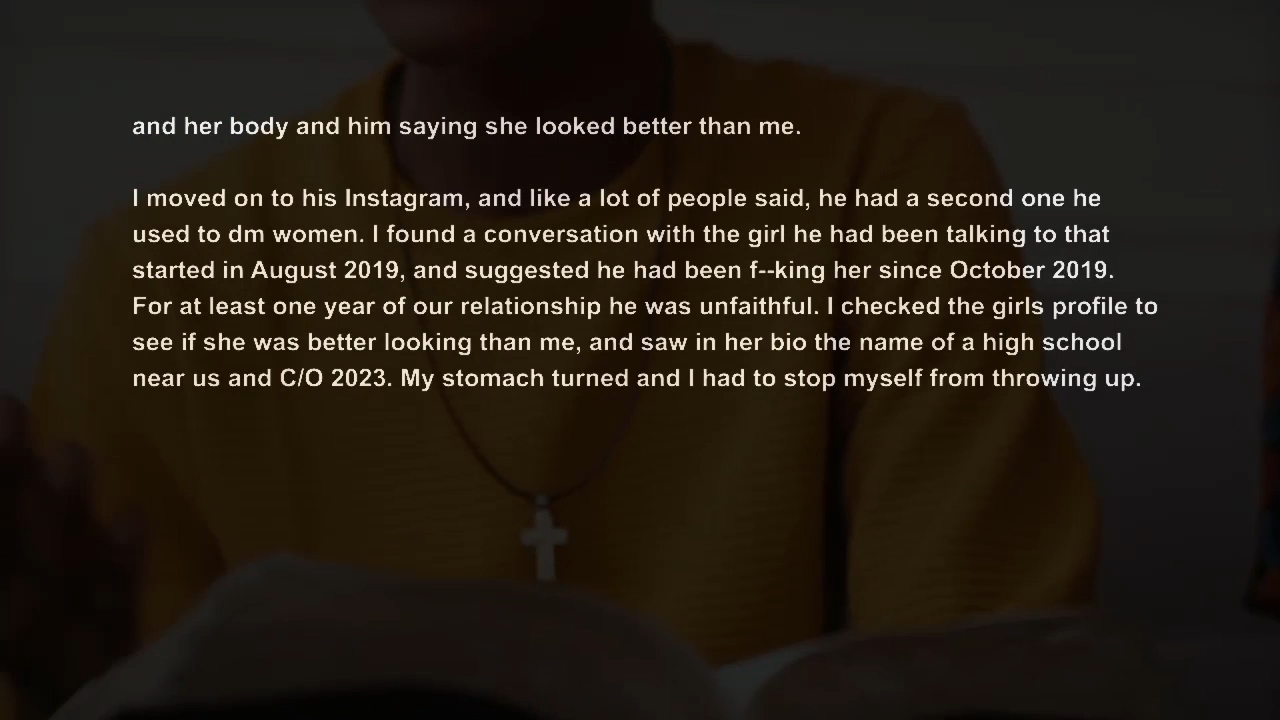 and her body and him saying she looked better than me.
I moved on to his Instagram, and like a lot of people said, he had a second one he
used to dm women. I found a conversation with the girl he had been talking to that
started in August 2019, and suggested he had been f--king her since October 2019.
For at least one year of our relationship he was unfaithful. I checked the girls profile to
see if she was better looking than me, and saw in her bio the name of a high school
near us and C/O 2023. My stomach turned and I had to stop myself from throwing up.